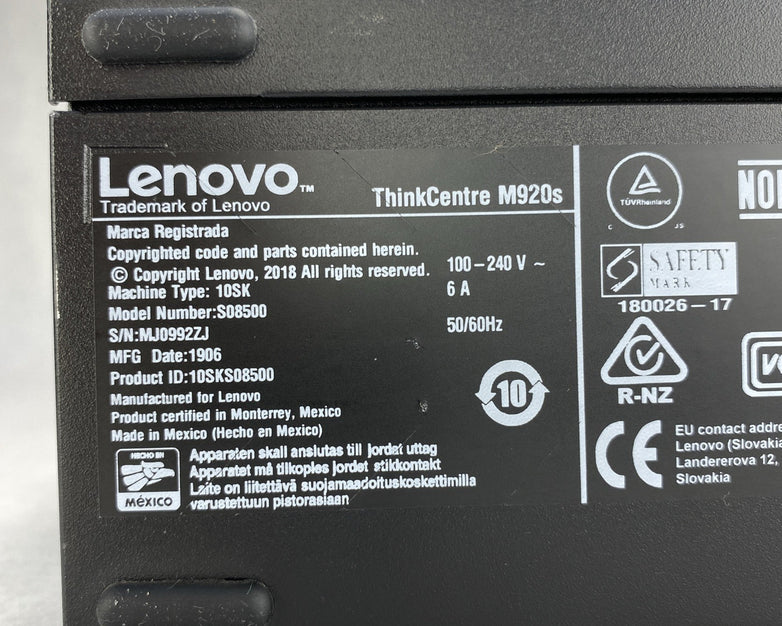 Lenovo™
Trademark of Lenovo
ThinkCentre M920s
Marca Registrada
Copyrighted code and parts contained herein.
© Copyright Lenovo, 2018 All rights reserved.
Machine Type: 10SK
Model Number:S08500
S/N:MJ0992ZJ
MFG Date:1906
Product ID:10SKS08500
Manufactured for Lenovo
Product certified in Monterrey, Mexico
Made in Mexico (Hecho en Mexico)
100-240 V ~
6 A
50/60Hz
10
HECHO EN
MÉXICO
Apparaten skall anslutas till jordat uttag
Apparatet må tilkoples jordet stikkontakt
Laite on liitettävä suojamaadoituskoskettimilla
varustettuun pistorasiaan
TÜVRheinland
C JS
SAFETY
MARK
180026-17
R-NZ
CE
EU contact addre
Lenovo (Slovakia
Landererova 12,
Slovakia